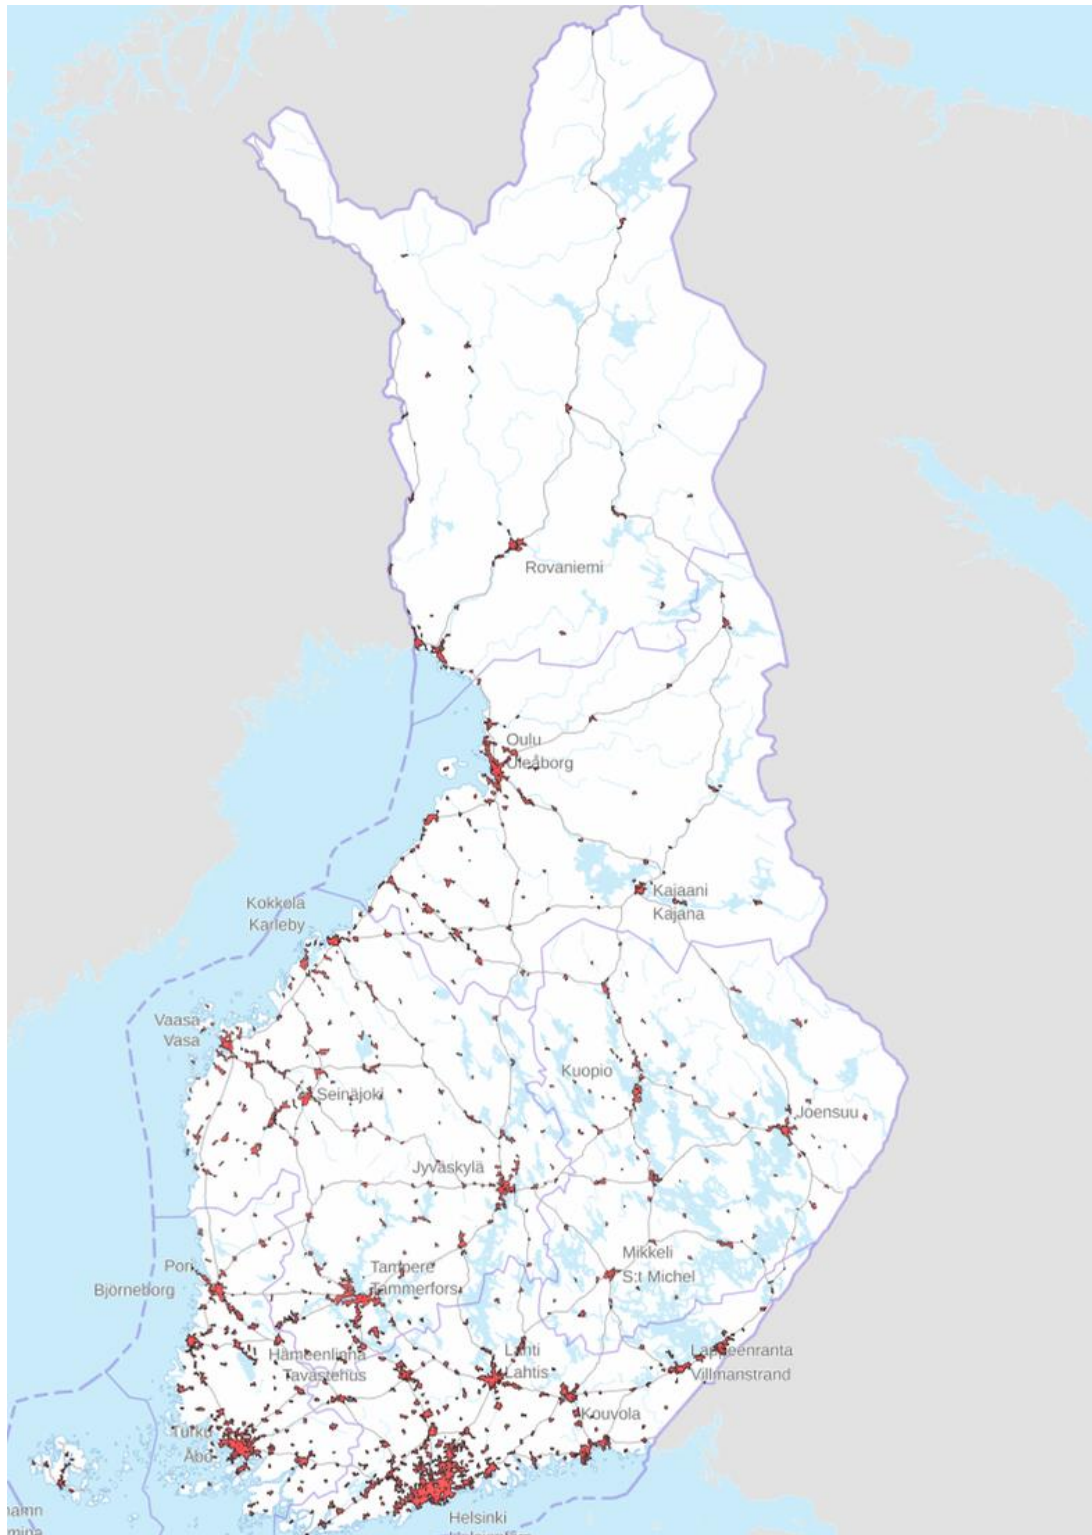 Rovaniemi
Oulu
Uleåborg
Kajaani
Kajana
Kokkola
Karleby
Vaasa
Vasa
Kuopio
Seinäjoki
Joensuu
Jyväskylä
Mikkeli
S:t Michel
Pori
Björneborg
Tampere
Tammerfors
Hämeenlinna
Tavastehus
Lahti
Lahtis
Lappeenranta
Villmanstrand
Kouvola
Turku
Åbo
Helsinki